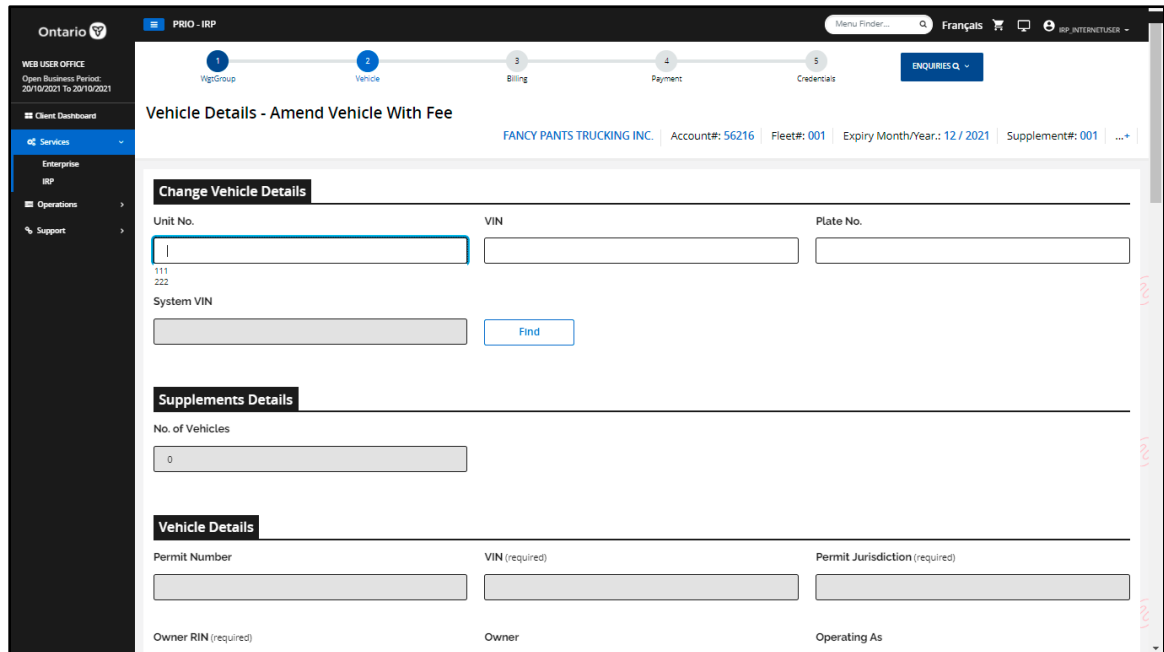 Ontario
PRIO - IRP
Menu Finder...
Français
IRP_INTERNETUSER
WEB USER OFFICE
Open Business Period:
20/10/2021 To 20/10/2021
Client Dashboard
Services
Enterprise
IRP
Operations
Support
1 2 3 4 5
WgtGroup Vehicle Billing Payment Credentials
ENQUIRIES
Vehicle Details - Amend Vehicle With Fee
FANCY PANTS TRUCKING INC. Account#: 56216 Fleet#: 001 Expiry Month/Year.: 12 / 2021 Supplement#: 001 ...+
Change Vehicle Details
Unit No. VIN Plate No.
111
222
System VIN
Find
Supplements Details
No. of Vehicles
0
Vehicle Details
Permit Number VIN (required) Permit Jurisdiction (required)
Owner RIN (required) Owner Operating As